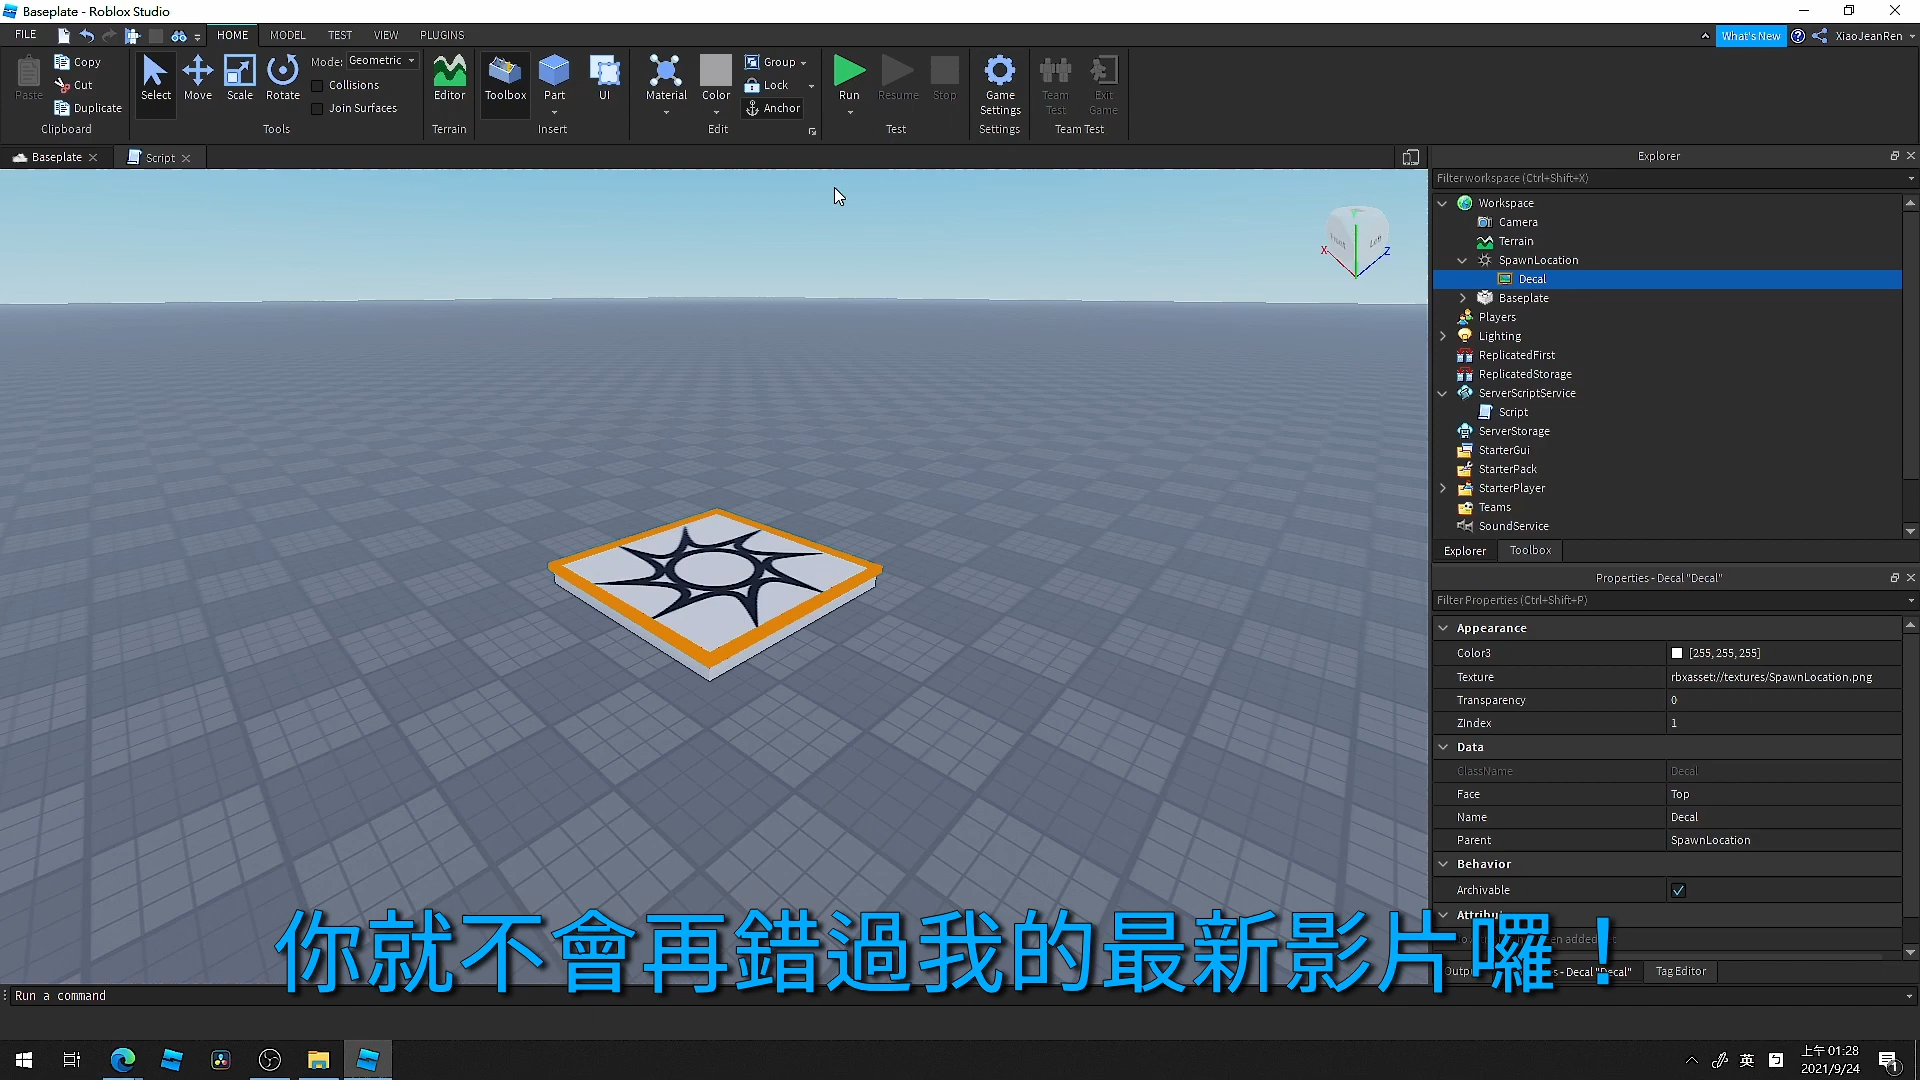 Baseplate - Roblox Studio
FILE
HOME
MODEL
TEST
VIEW
PLUGINS
What's New
XiaoJeanRen
Paste
Copy
Cut
Duplicate
Clipboard
Select
Move
Scale
Rotate
Mode: Geometric
Collisions
Join Surfaces
Tools
Editor
Terrain
Toolbox
Part
UI
Insert
Material
Color
Group
Lock
Anchor
Edit
Run
Resume
Stop
Test
Game Settings
Settings
Team Test
Exit Game
Team Test
Baseplate
Script
Explorer
Filter workspace (Ctrl+Shift+X)
Workspace
Camera
Terrain
SpawnLocation
Decal
Baseplate
Players
Lighting
ReplicatedFirst
ReplicatedStorage
ServerScriptService
Script
ServerStorage
StarterGui
StarterPack
StarterPlayer
Teams
SoundService
X
Z
Explorer
Toolbox
Properties - Decal "Decal"
Filter Properties (Ctrl+Shift+P)
Appearance
Color3 [255, 255, 255]
Texture rbxasset://textures/SpawnLocation.png
Transparency 0
ZIndex 1
Data
ClassName Decal
Face Top
Name Decal
Parent SpawnLocation
Behavior
Archivable
你就不會再錯過我的最新影片囉！
- Decal "Decal"
Tag Editor
Run a command
英
上午 01:28
2021/9/24
1